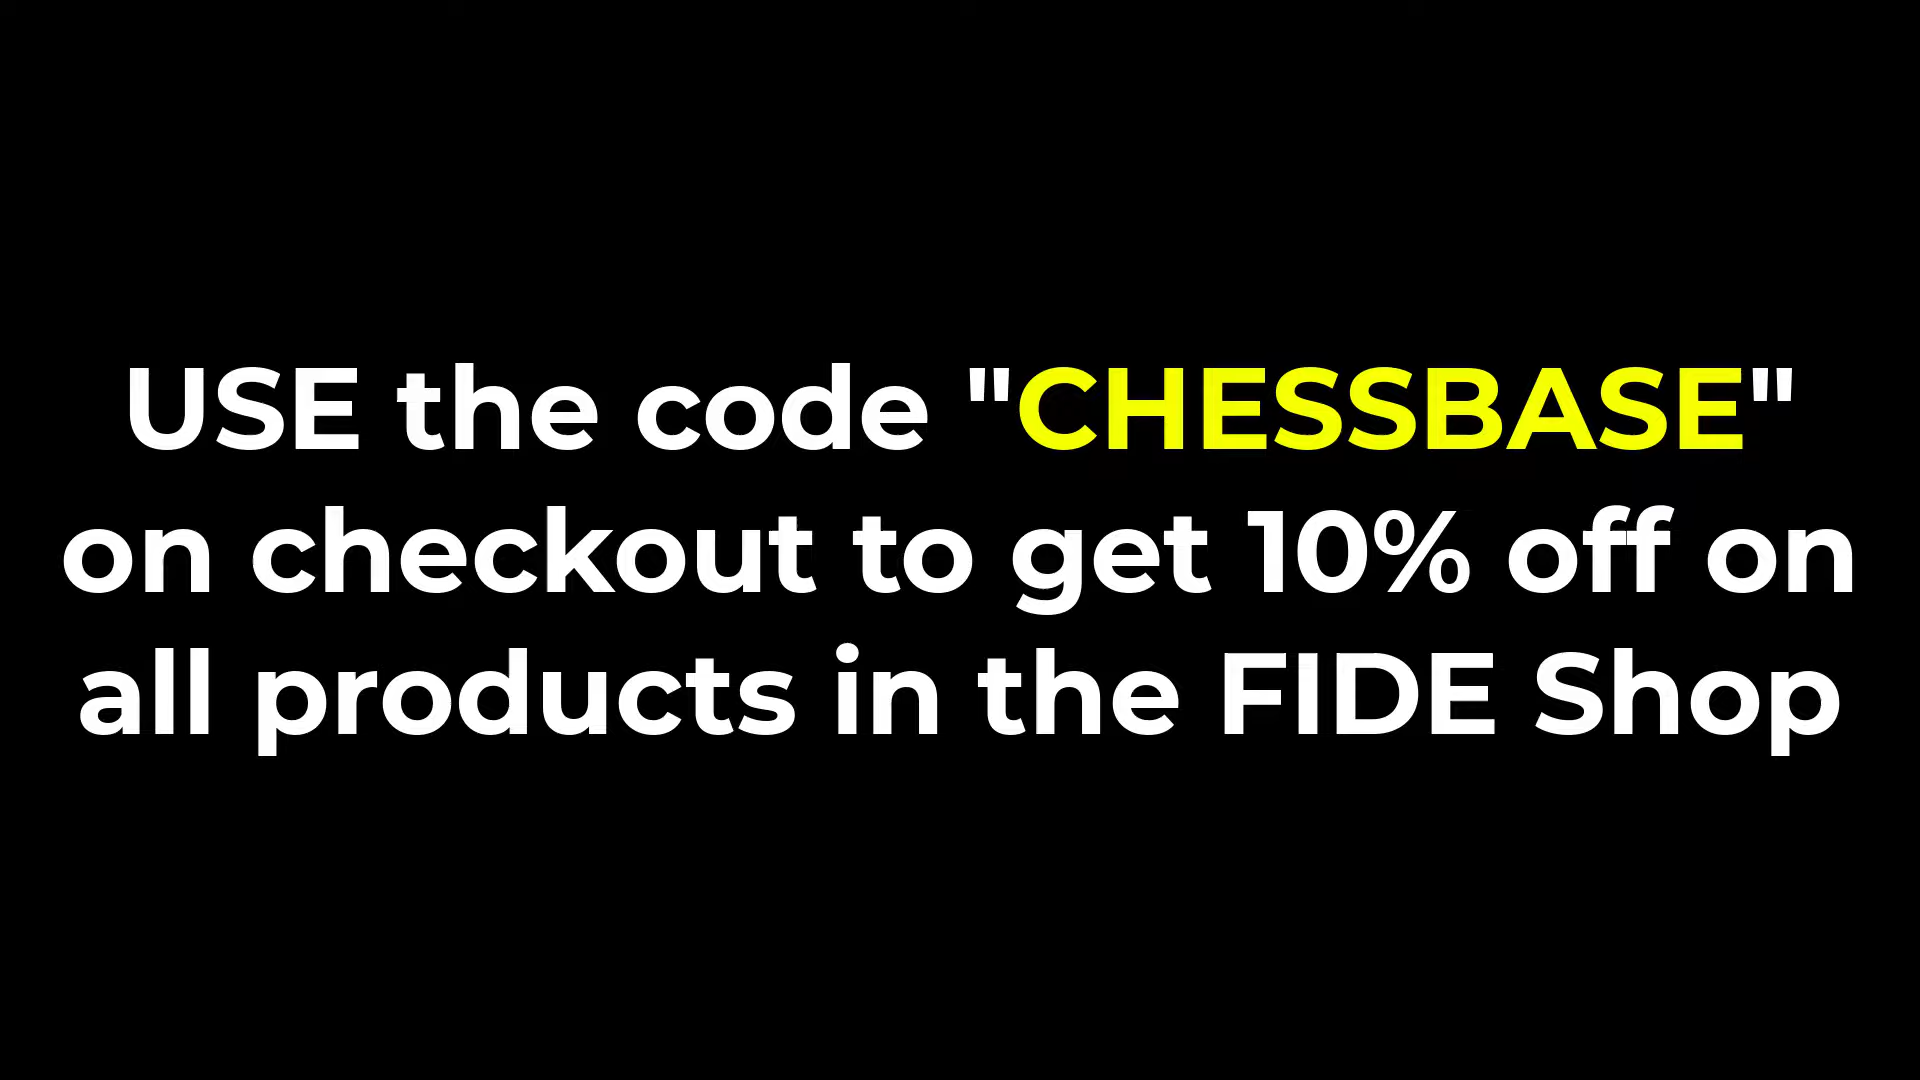 USE the code "CHESSBASE"
on checkout to get 10% off on
all products in the FIDE Shop